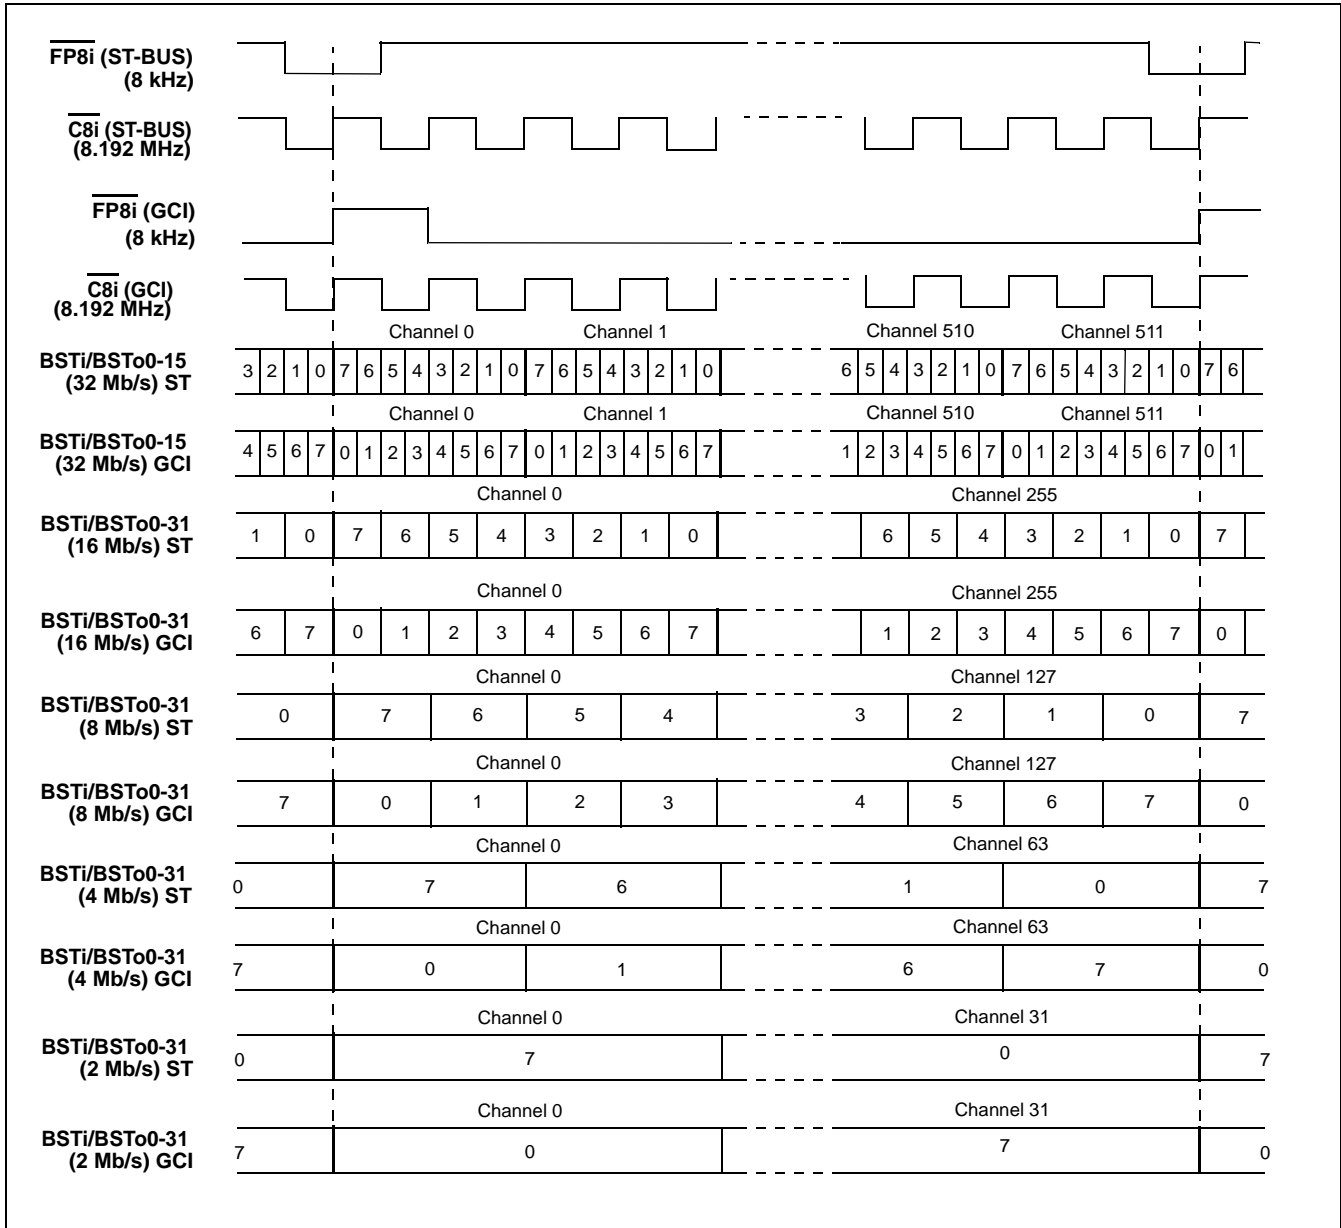 FP8i (ST-BUS)
(8 kHz)
C8i (ST-BUS)
(8.192 MHz)
FP8i (GCI)
(8 kHz)
C8i (GCI)
(8.192 MHz)
Channel 0 Channel 1 Channel 510 Channel 511
BSTi/BSTo0-15
(32 Mb/s) ST
3 2 1 0 7 6 5 4 3 2 1 0 7 6 5 4 3 2 1 0 6 5 4 3 2 1 0 7 6 5 4 3 2 1 0 7 6
Channel 0 Channel 1 Channel 510 Channel 511
BSTi/BSTo0-15
(32 Mb/s) GCI
4 5 6 7 0 1 2 3 4 5 6 7 0 1 2 3 4 5 6 7 1 2 3 4 5 6 7 0 1 2 3 4 5 6 7 0 1
Channel 0 Channel 255
BSTi/BSTo0-31
(16 Mb/s) ST
1 0 7 6 5 4 3 2 1 0 6 5 4 3 2 1 0 7
Channel 0 Channel 255
BSTi/BSTo0-31
(16 Mb/s) GCI
6 7 0 1 2 3 4 5 6 7 1 2 3 4 5 6 7 0
Channel 0 Channel 127
BSTi/BSTo0-31
(8 Mb/s) ST
0 7 6 5 4 3 2 1 0 7
Channel 0 Channel 127
BSTi/BSTo0-31
(8 Mb/s) GCI
7 0 1 2 3 4 5 6 7 0
Channel 0 Channel 63
BSTi/BSTo0-31
(4 Mb/s) ST
0 7 6 1 0 7
Channel 0 Channel 63
BSTi/BSTo0-31
(4 Mb/s) GCI
7 0 1 6 7 0
Channel 0 Channel 31
BSTi/BSTo0-31
(2 Mb/s) ST
0 7 0 7
Channel 0 Channel 31
BSTi/BSTo0-31
(2 Mb/s) GCI
7 0 7 0